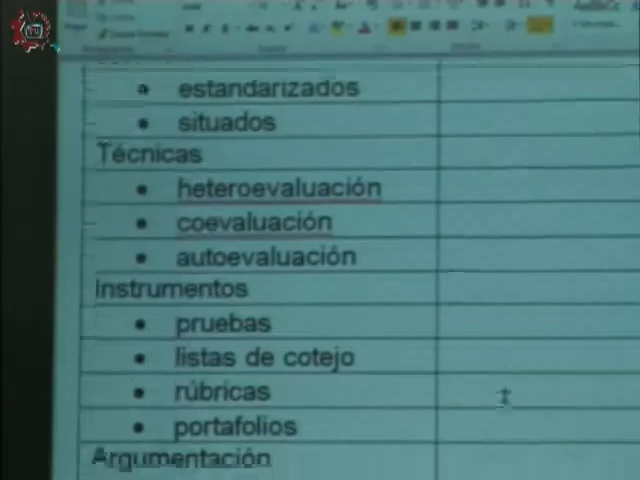 estandarizados
situados
Técnicas
heteroevaluación
coevaluación
autoevaluación
Instrumentos
pruebas
listas de cotejo
rúbricas
portafolios
Argumentación